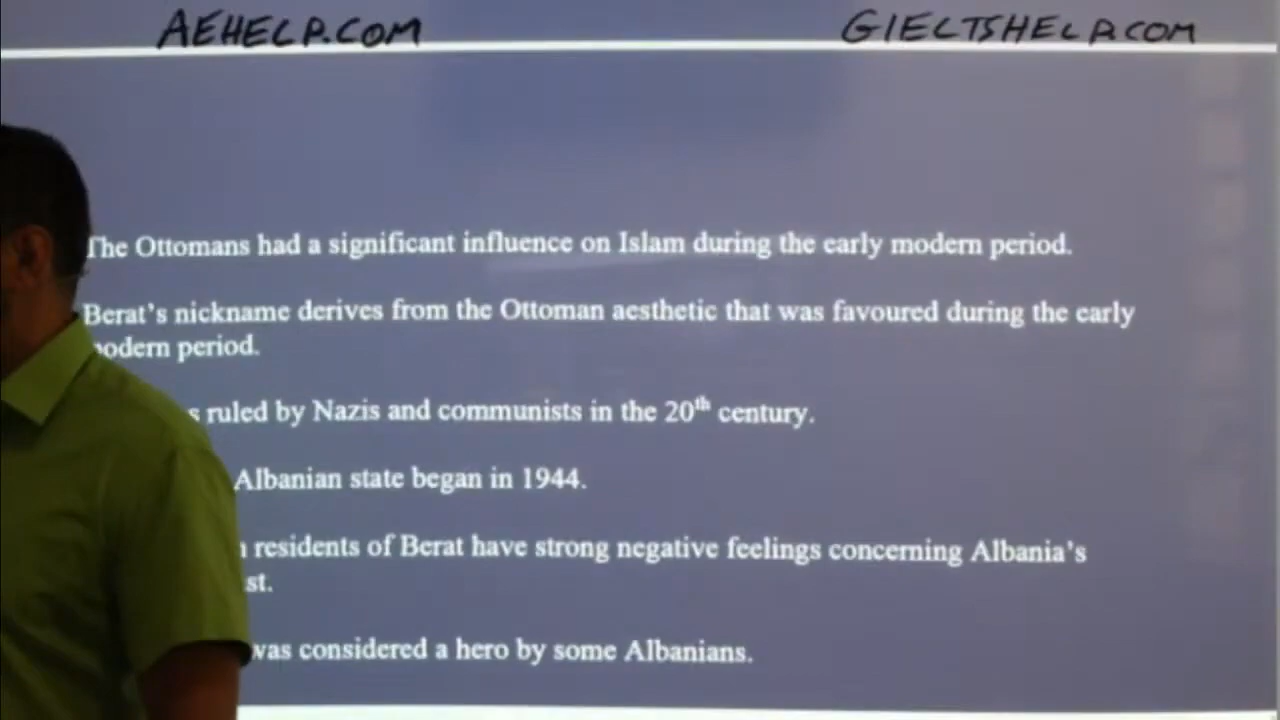 AEHELP.COM
GIELTSHELP.COM
The Ottomans had a significant influence on Islam during the early modern period.
Berat's nickname derives from the Ottoman aesthetic that was favoured during the early
modern period.
ruled by Nazis and communists in the 20th century.
Albanian state began in 1944.
residents of Berat have strong negative feelings concerning Albania's
was considered a hero by some Albanians.